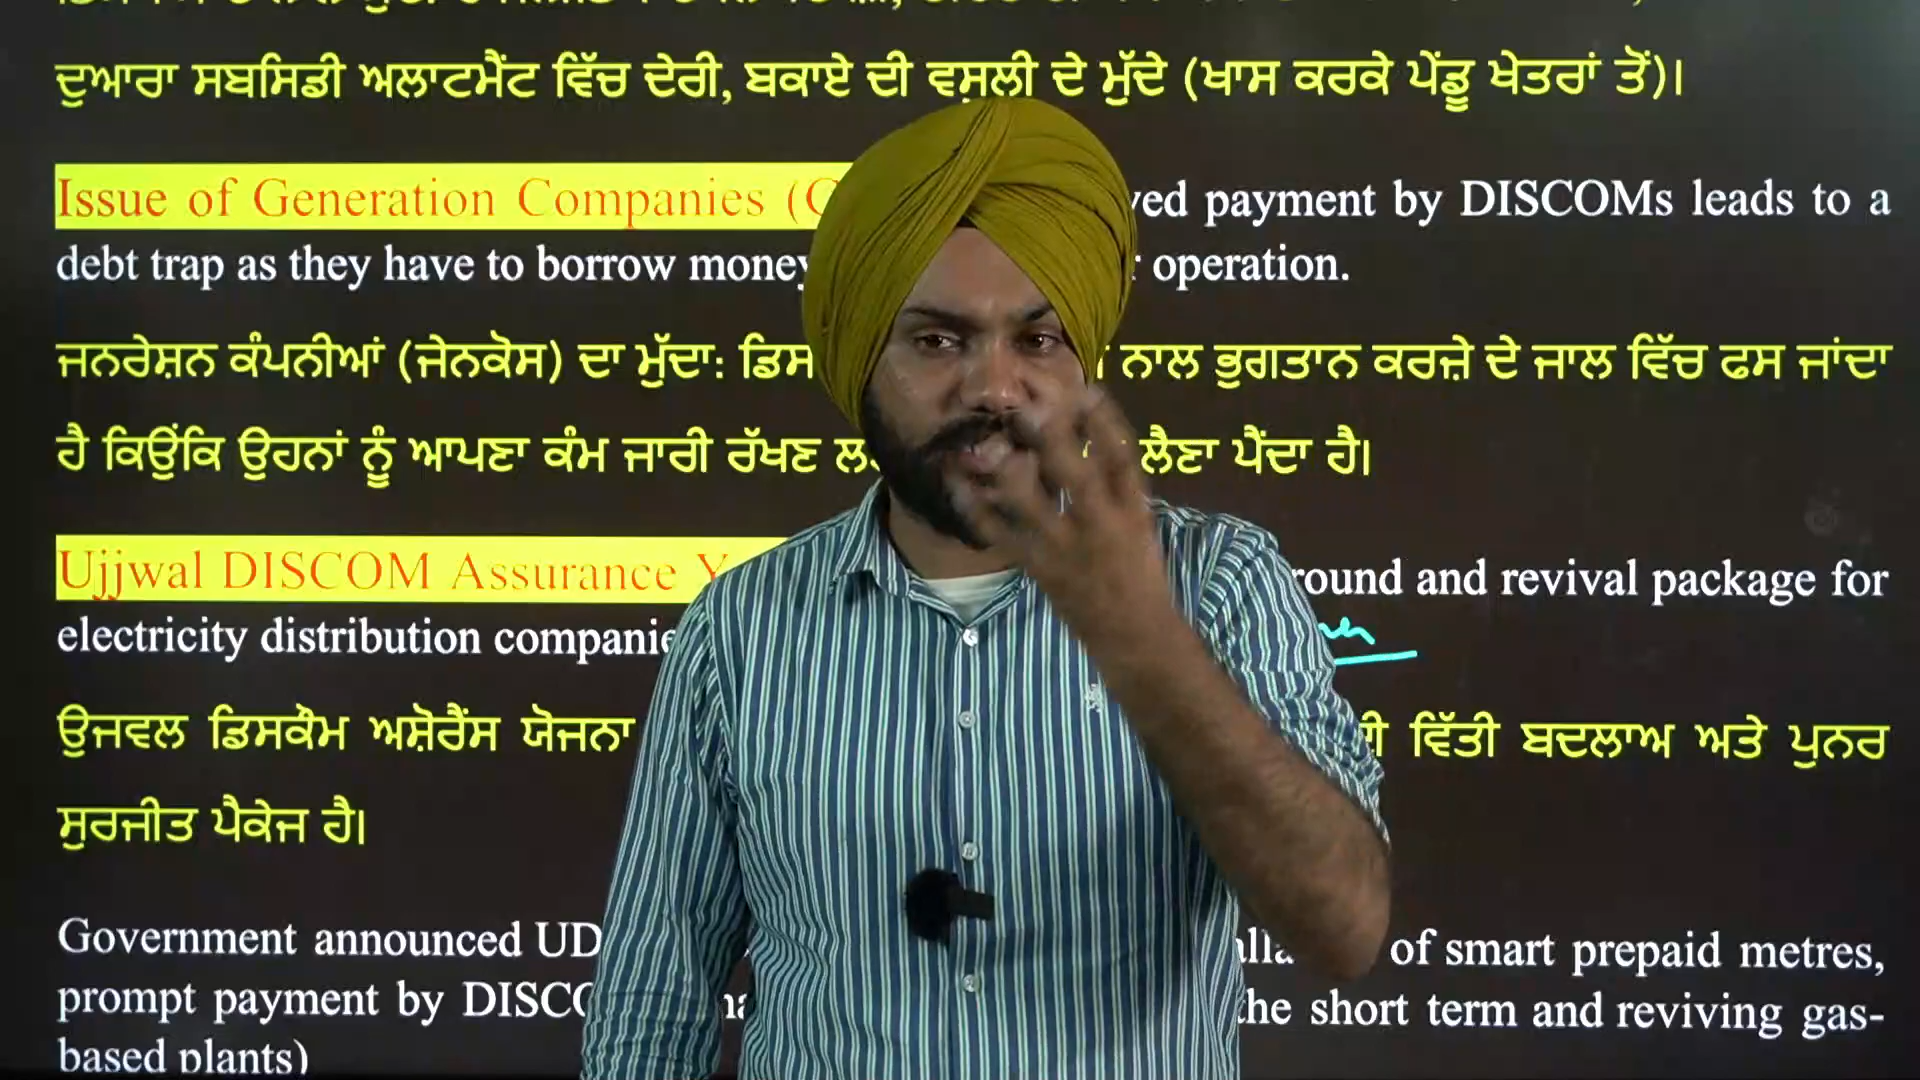 ਦੁਆਰਾ ਸਬਸਿਡੀ ਅਲਾਟਮੈਂਟ ਵਿੱਚ ਦੇਰੀ, ਬਕਾਏ ਦੀ ਵਸੂਲੀ ਦੇ ਮੁੱਦੇ (ਖਾਸ ਕਰਕੇ ਪੇਂਡੂ ਖੇਤਰਾਂ ਤੋਂ)।
Issue of Generation Companies ( payment by DISCOMs leads to a
debt trap as they have to borrow money operation.
ਜਨਰੇਸ਼ਨ ਕੰਪਨੀਆਂ (ਜੇਨਕੋਸ) ਦਾ ਮੁੱਦਾ: ਨਾਲ ਭੁਗਤਾਨ ਕਰਜ਼ੇ ਦੇ ਜਾਲ ਵਿੱਚ ਫਸ ਜਾਂਦਾ
ਹੈ ਕਿਉਂਕਿ ਉਹਨਾਂ ਨੂੰ ਆਪਣਾ ਕੰਮ ਜਾਰੀ ਰੱਖਣ ਲੈਣਾ ਪੈਂਦਾ ਹੈ।
Ujjwal DISCOM Assurance and revival package for
electricity distribution
ਉਜਵਲ ਡਿਸਕੌਮ ਅਸ਼ੋਰੈਂਸ ਯੋਜਨਾ ਵਿੱਤੀ ਬਦਲਾਅ ਅਤੇ ਪੁਨਰ
ਸੁਰਜੀਤ ਪੈਕੇਜ ਹੈ।
Government announced of smart prepaid metres,
prompt payment by the short term and reviving gas-
based plants)